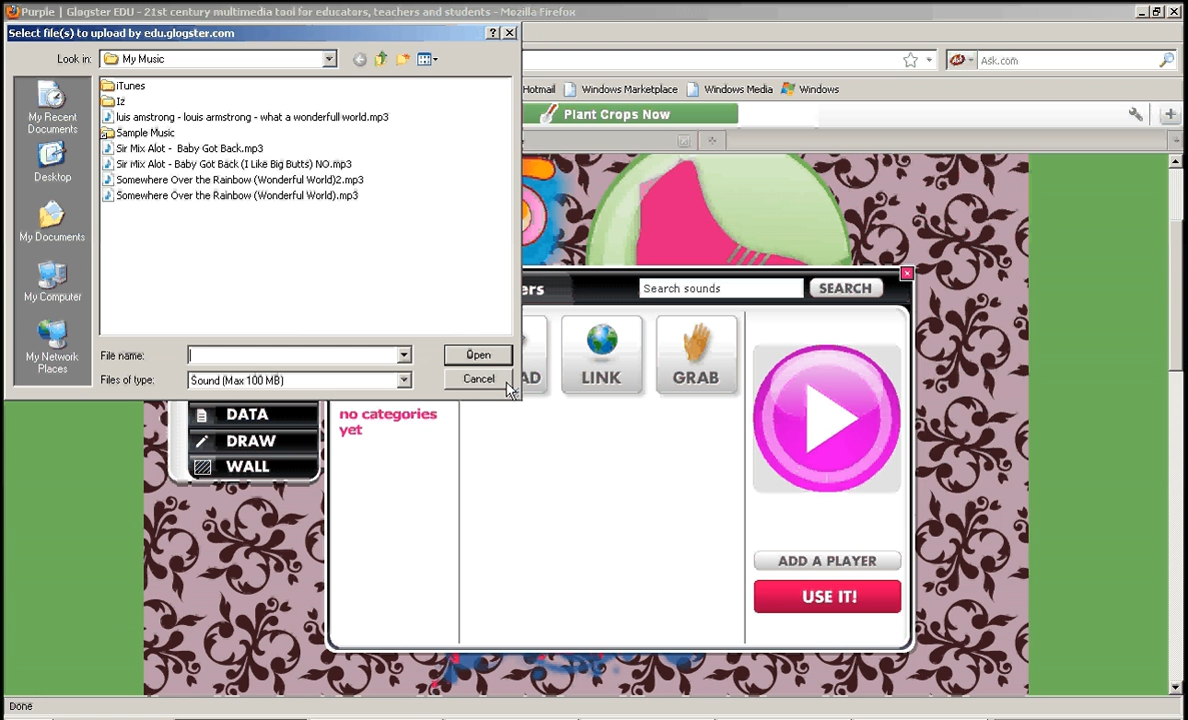 Purple | Glogster EDU - 21st century multimedia tool for educators, teachers and students - Mozilla Firefox
Select file(s) to upload by edu.glogster.com
Look in:
My Music
Ask.com
Hotmail
Windows Marketplace
Windows Media
Windows
Plant Crops Now
My Recent
Documents
Desktop
My Documents
My Computer
My Network
Places
iTunes
Iz
luis amstrong - louis armstrong - what a wonderfull world.mp3
Sample Music
Sir Mix Alot -  Baby Got Back.mp3
Sir Mix Alot - Baby Got Back (I Like Big Butts) NO.mp3
Somewhere Over the Rainbow (Wonderful World)2.mp3
Somewhere Over the Rainbow (Wonderful World).mp3
File name:
Open
Files of type:
Sound (Max 100 MB)
Cancel
ers
Search sounds
SEARCH
AD
LINK
GRAB
DATA
DRAW
WALL
no categories
yet
ADD A PLAYER
USE IT!
Done